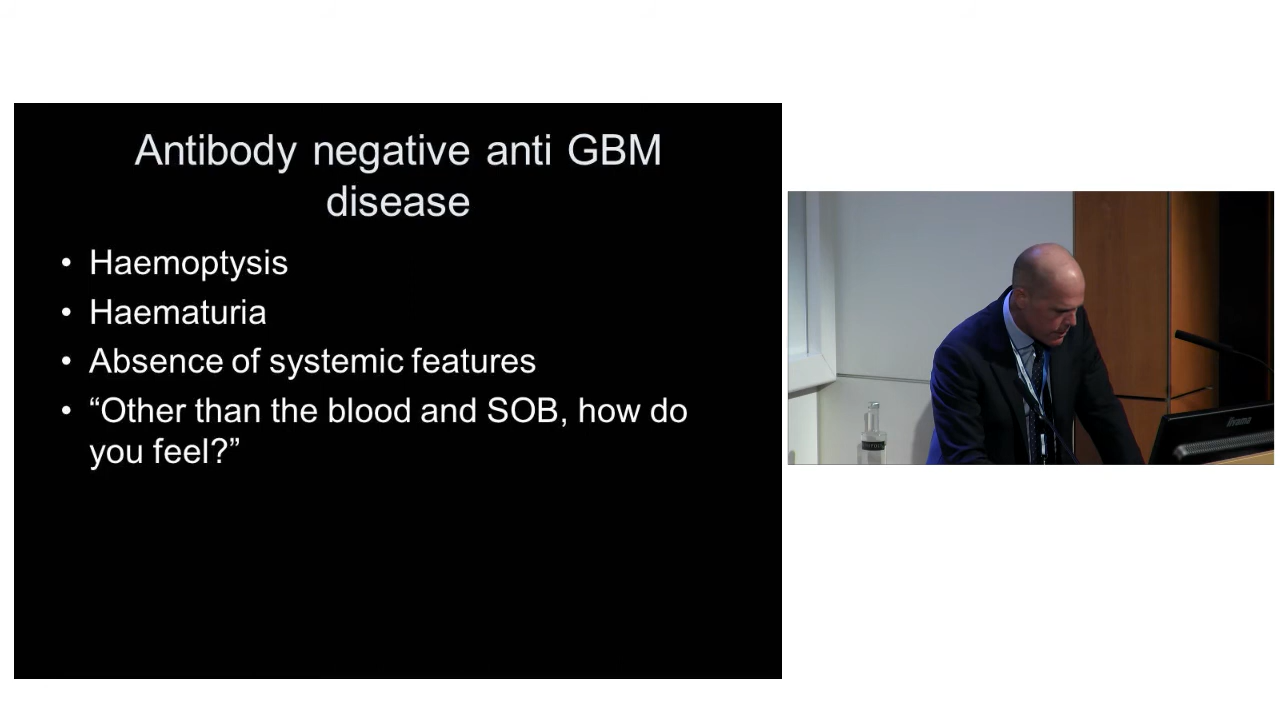 Antibody negative anti GBM
disease
• Haemoptysis
• Haematuria
• Absence of systemic features
• “Other than the blood and SOB, how do
you feel?”
iiyama